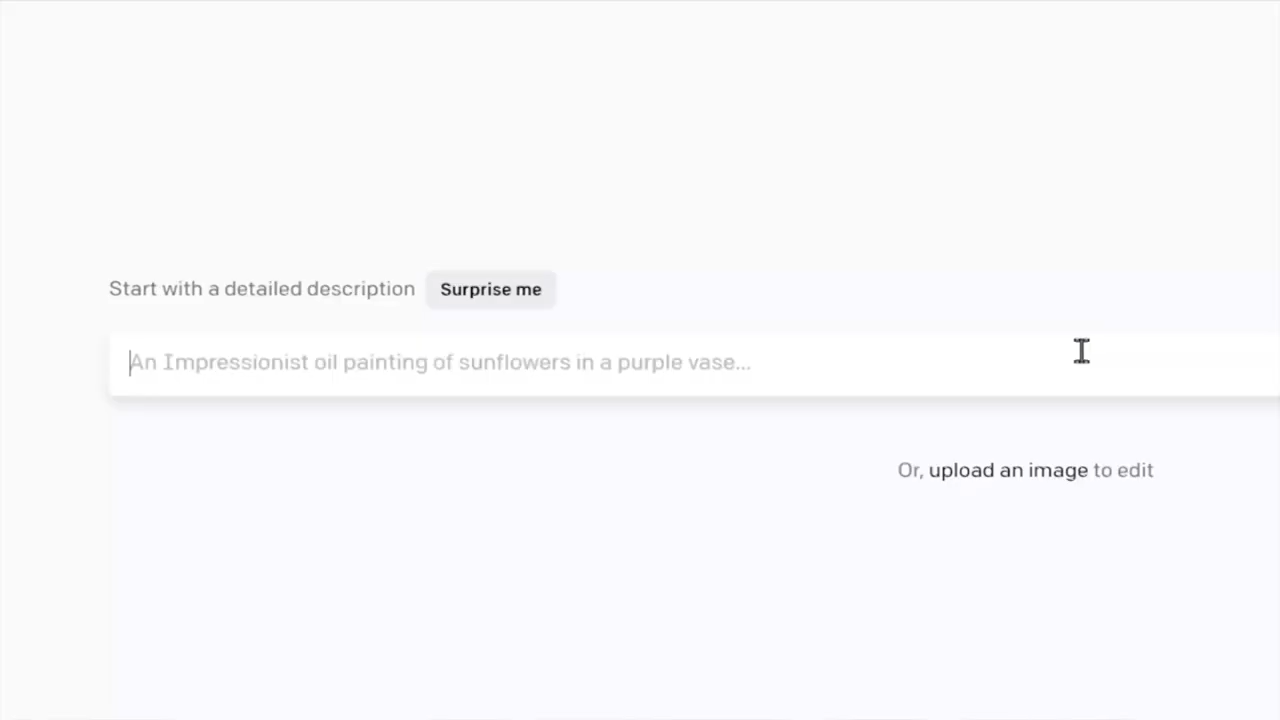 Start with a detailed description Surprise me
An Impressionist oil painting of sunflowers in a purple vase...
Or, upload an image to edit